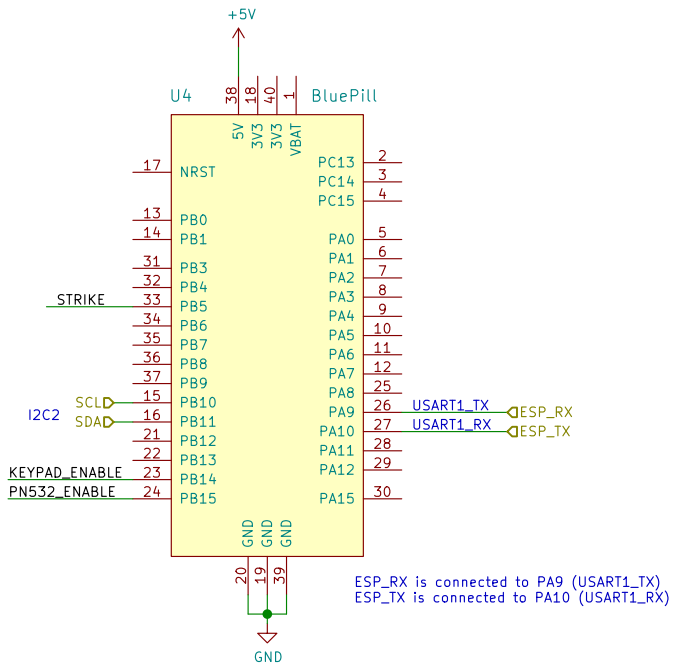 +5V
U4
BluePill
38
18
40
1
5V
3V3
3V3
VBAT
17 NRST
PC13 2
PC14 3
PC15 4
13 PB0
14 PB1
PA0 5
PA1 6
31 PB3
PA2 7
32 PB4
PA3 8
STRIKE 33 PB5
PA4 9
34 PB6
PA5 10
35 PB7
PA6 11
36 PB8
PA7 12
37 PB9
PA8 25
I2C2
SCL 15 PB10
PA9 26 USART1_TX ESP_RX
SDA 16 PB11
PA10 27 USART1_RX ESP_TX
21 PB12
PA11 28
22 PB13
PA12 29
KEYPAD_ENABLE 23 PB14
PN532_ENABLE 24 PB15
PA15 30
GND
GND
GND
20
19
39
ESP_RX is connected to PA9 (USART1_TX)
ESP_TX is connected to PA10 (USART1_RX)
GND